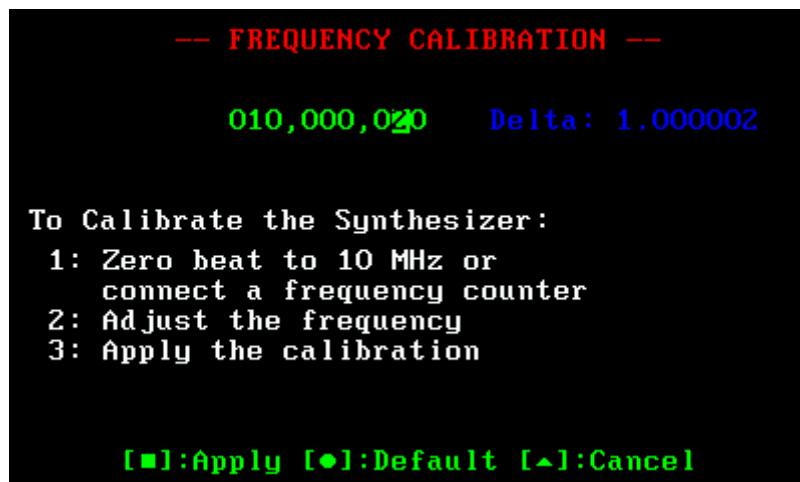 -- FREQUENCY CALIBRATION --
010,000,020 Delta: 1.000002
To Calibrate the Synthesizer:
1: Zero beat to 10 MHz or
connect a frequency counter
2: Adjust the frequency
3: Apply the calibration
[■]:Apply [●]:Default [▲]:Cancel